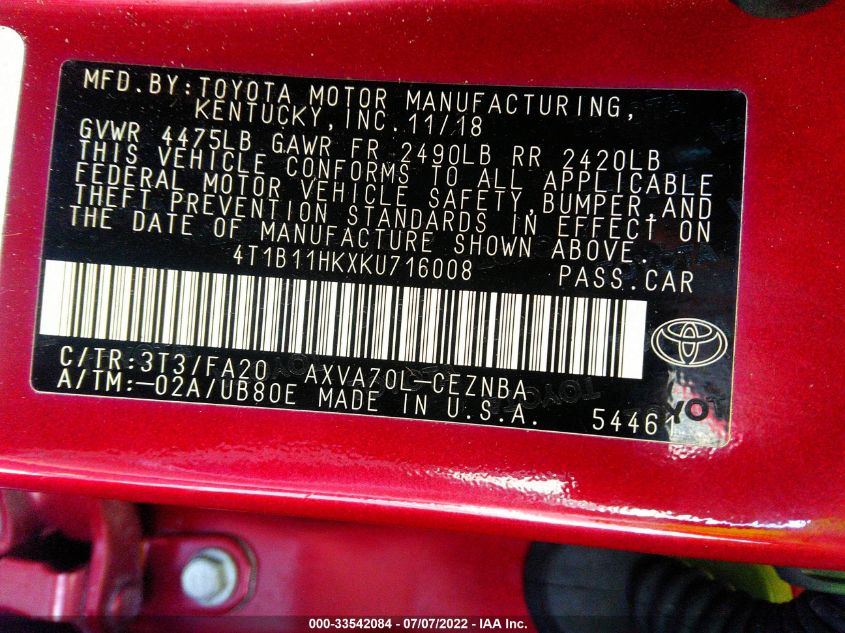 MFD.BY:TOYOTA MOTOR MANUFACTURING,
KENTUCKY,INC.11/18
GVWR 4475LB GAWR FR 2490LB RR 2420LB
THIS VEHICLE CONFORMS TO ALL APPLICABLE
FEDERAL MOTOR VEHICLE SAFETY,BUMPER,AND
THEFT PREVENTION STANDARDS IN EFFECT ON
THE DATE OF MANUFACTURE SHOWN ABOVE.
4T1B11HKXKU716008 PASS.CAR
C/TR:3T3/FA20 AXVA70L-CEZNBA
A/TM:-02A/UB80E MADE IN U.S.A. 54461
000-33542084 - 07/07/2022 - IAA Inc.